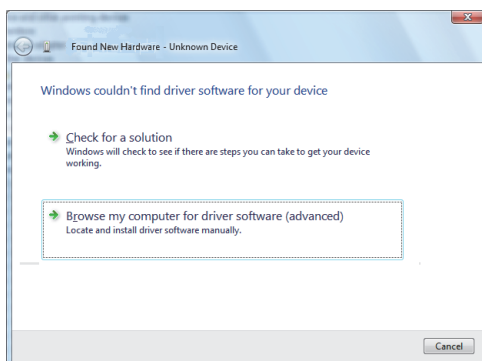 Found New Hardware - Unknown Device
Windows couldn't find driver software for your device
Check for a solution
Windows will check to see if there are steps you can take to get your device
working.
Browse my computer for driver software (advanced)
Locate and install driver software manually.
Cancel